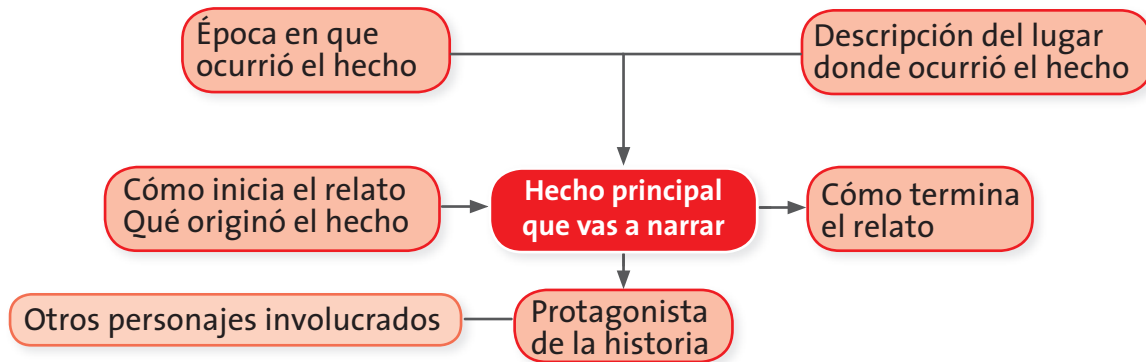 Época en que
ocurrió el hecho
Descripción del lugar
donde ocurrió el hecho
Cómo inicia el relato
Qué originó el hecho
Hecho principal
que vas a narrar
Cómo termina
el relato
Otros personajes involucrados
Protagonista
de la historia